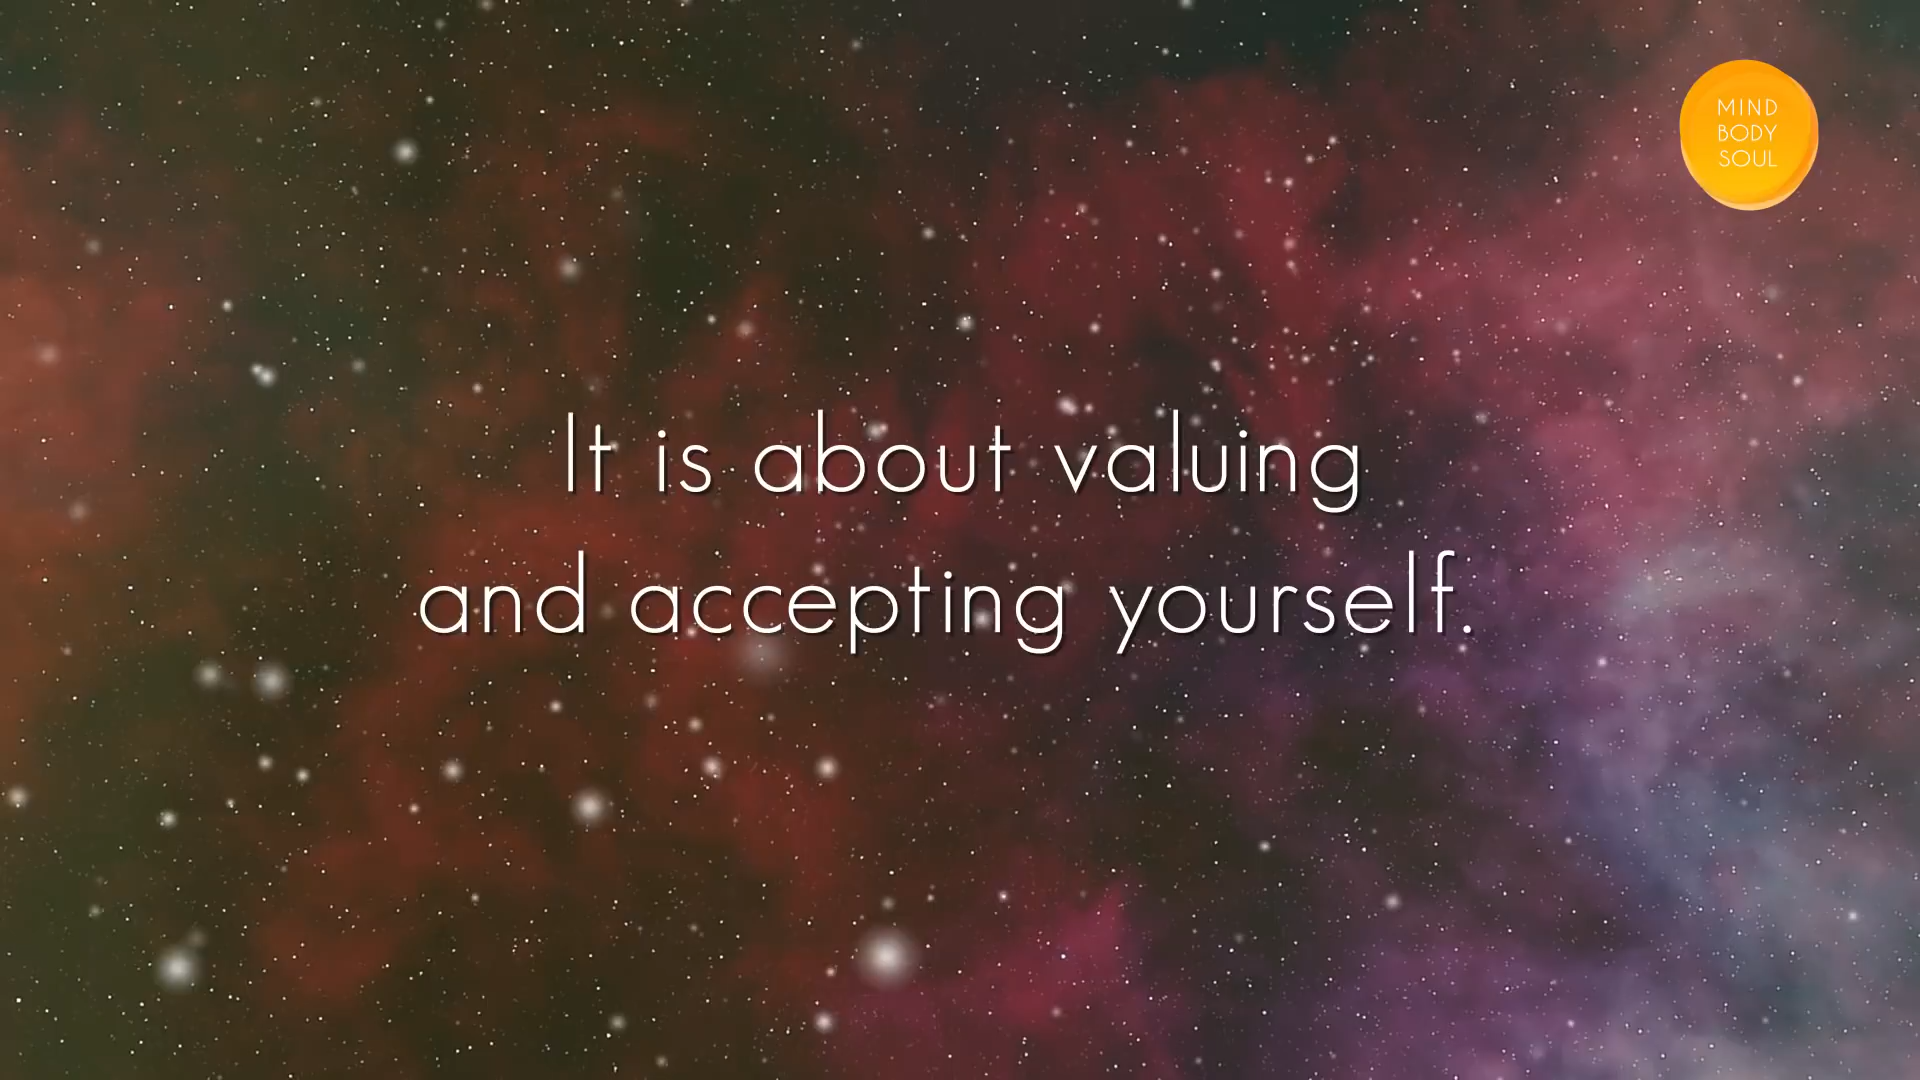 MIND
BODY
SOUL
It is about valuing
and accepting yourself.